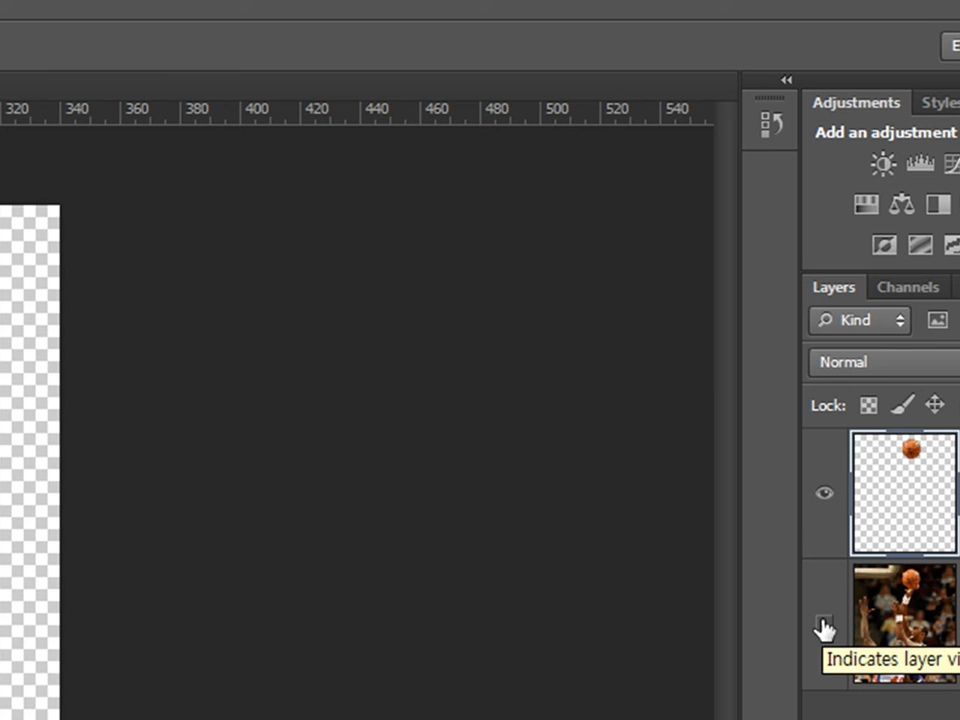 E
320 340 360 380 400 420 440 460 480 500 520 540
Adjustments Styles
Add an adjustment
Layers Channels
Kind
Normal
Lock:
Indicates layer vi